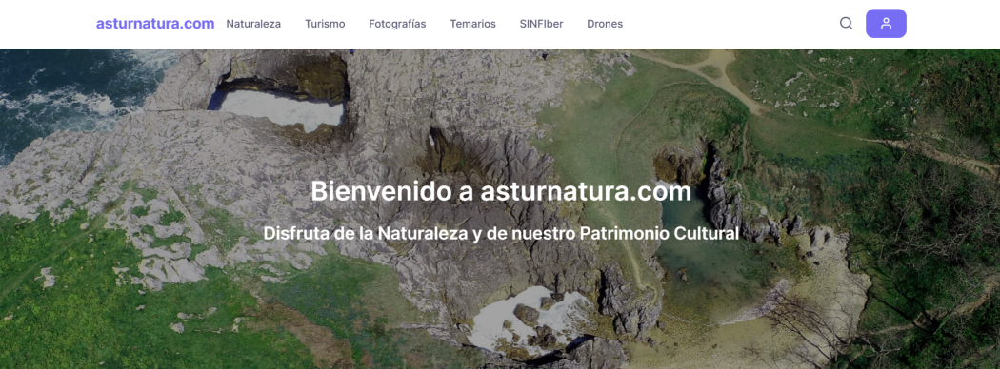 asturnatura.com Naturaleza Turismo Fotografías Temarios SINFIber Drones
Bienvenido a asturnatura.com
Disfruta de la Naturaleza y de nuestro Patrimonio Cultural